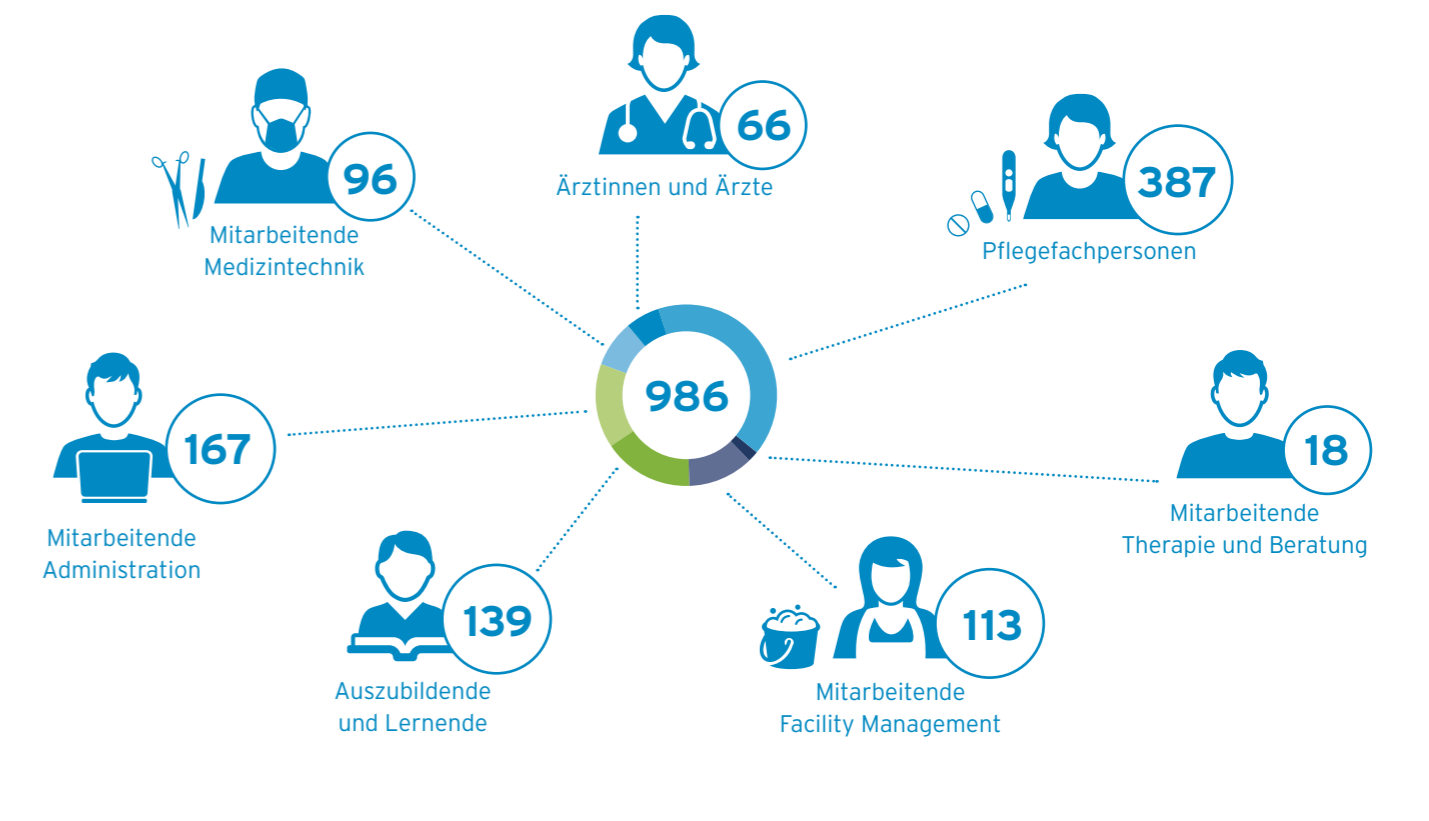 66
Ärztinnen und Ärzte
96
Mitarbeitende
Medizintechnik
387
Pflegefachpersonen
986
167
Mitarbeitende
Administration
18
Mitarbeitende
Therapie und Beratung
139
Auszubildende
und Lernende
113
Mitarbeitende
Facility Management